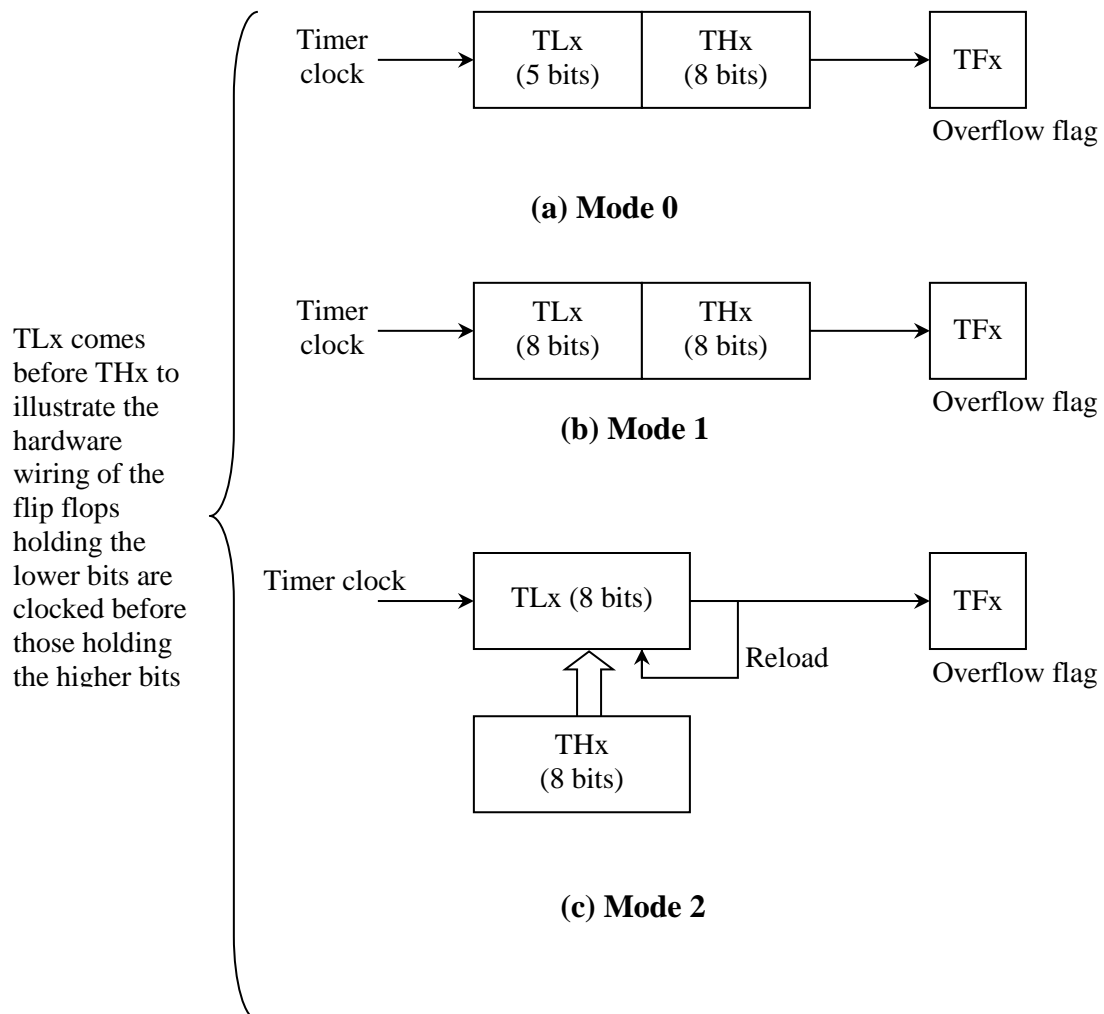 Timer
clock
TLx
(5 bits)
THx
(8 bits)
TFx
Overflow flag
(a) Mode 0
Timer
clock
TLx
(8 bits)
THx
(8 bits)
TFx
Overflow flag
(b) Mode 1
TLx comes
before THx to
illustrate the
hardware
wiring of the
flip flops
holding the
lower bits are
clocked before
those holding
the higher bits
Timer clock
TLx (8 bits)
Reload
TFx
Overflow flag
THx
(8 bits)
(c) Mode 2